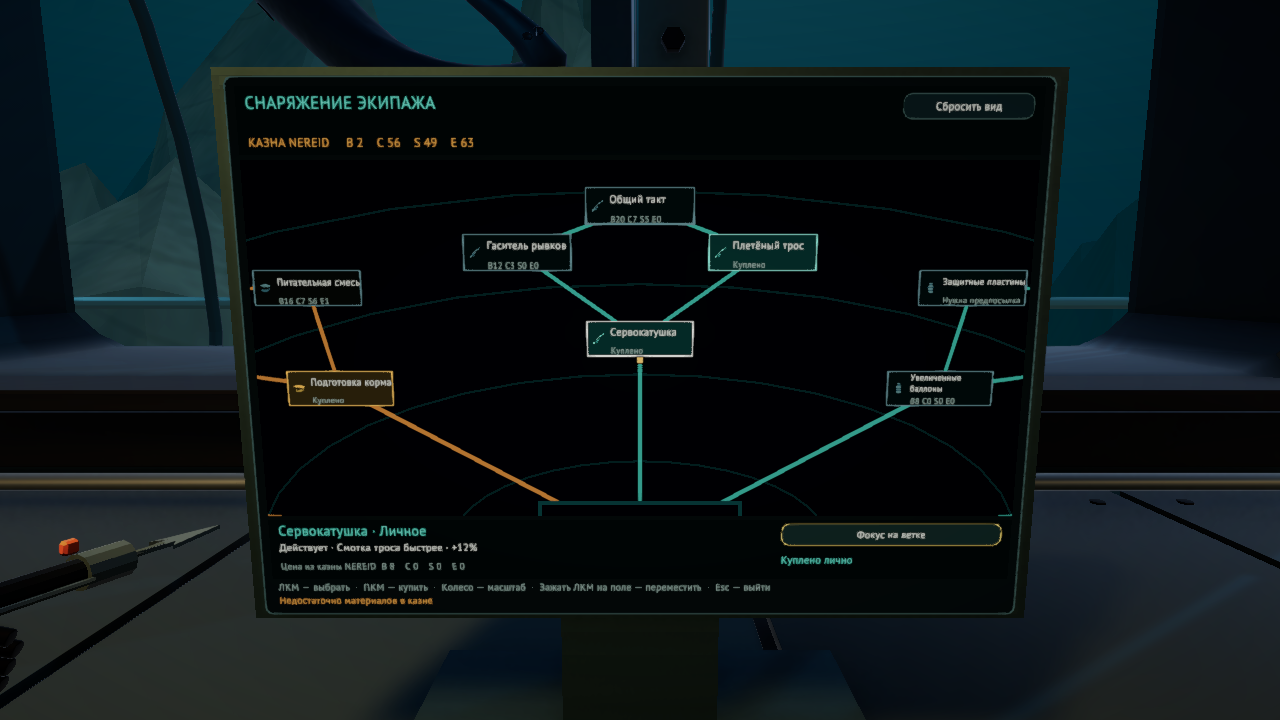 СНАРЯЖЕНИЕ ЭКИПАЖА
Сбросить вид
КАЗНА NEREID B 2 C 56 S 49 E 63
Общий такт
B20 C7 S5 E0
Гаситель рывков
B12 C3 S0 E0
Плетёный трос
Куплено
Питательная смесь
B16 C7 S6 E1
Защитные пластины
Нужна предпосылка
Сервокатушка
Куплено
Подготовка корма
Куплено
Увеличенные
баллоны
B8 C0 S0 E0
Сервокатушка · Личное
Фокус на ветке
Действует · Смотка троса быстрее · +12%
Куплено лично
Цена из казны NEREID B 8 C 0 S 0 E 0
ЛКМ — выбрать · ПКМ — купить · Колесо — масштаб · Зажать ЛКМ на поле — переместить · Esc — выйти
Недостаточно материалов в казне